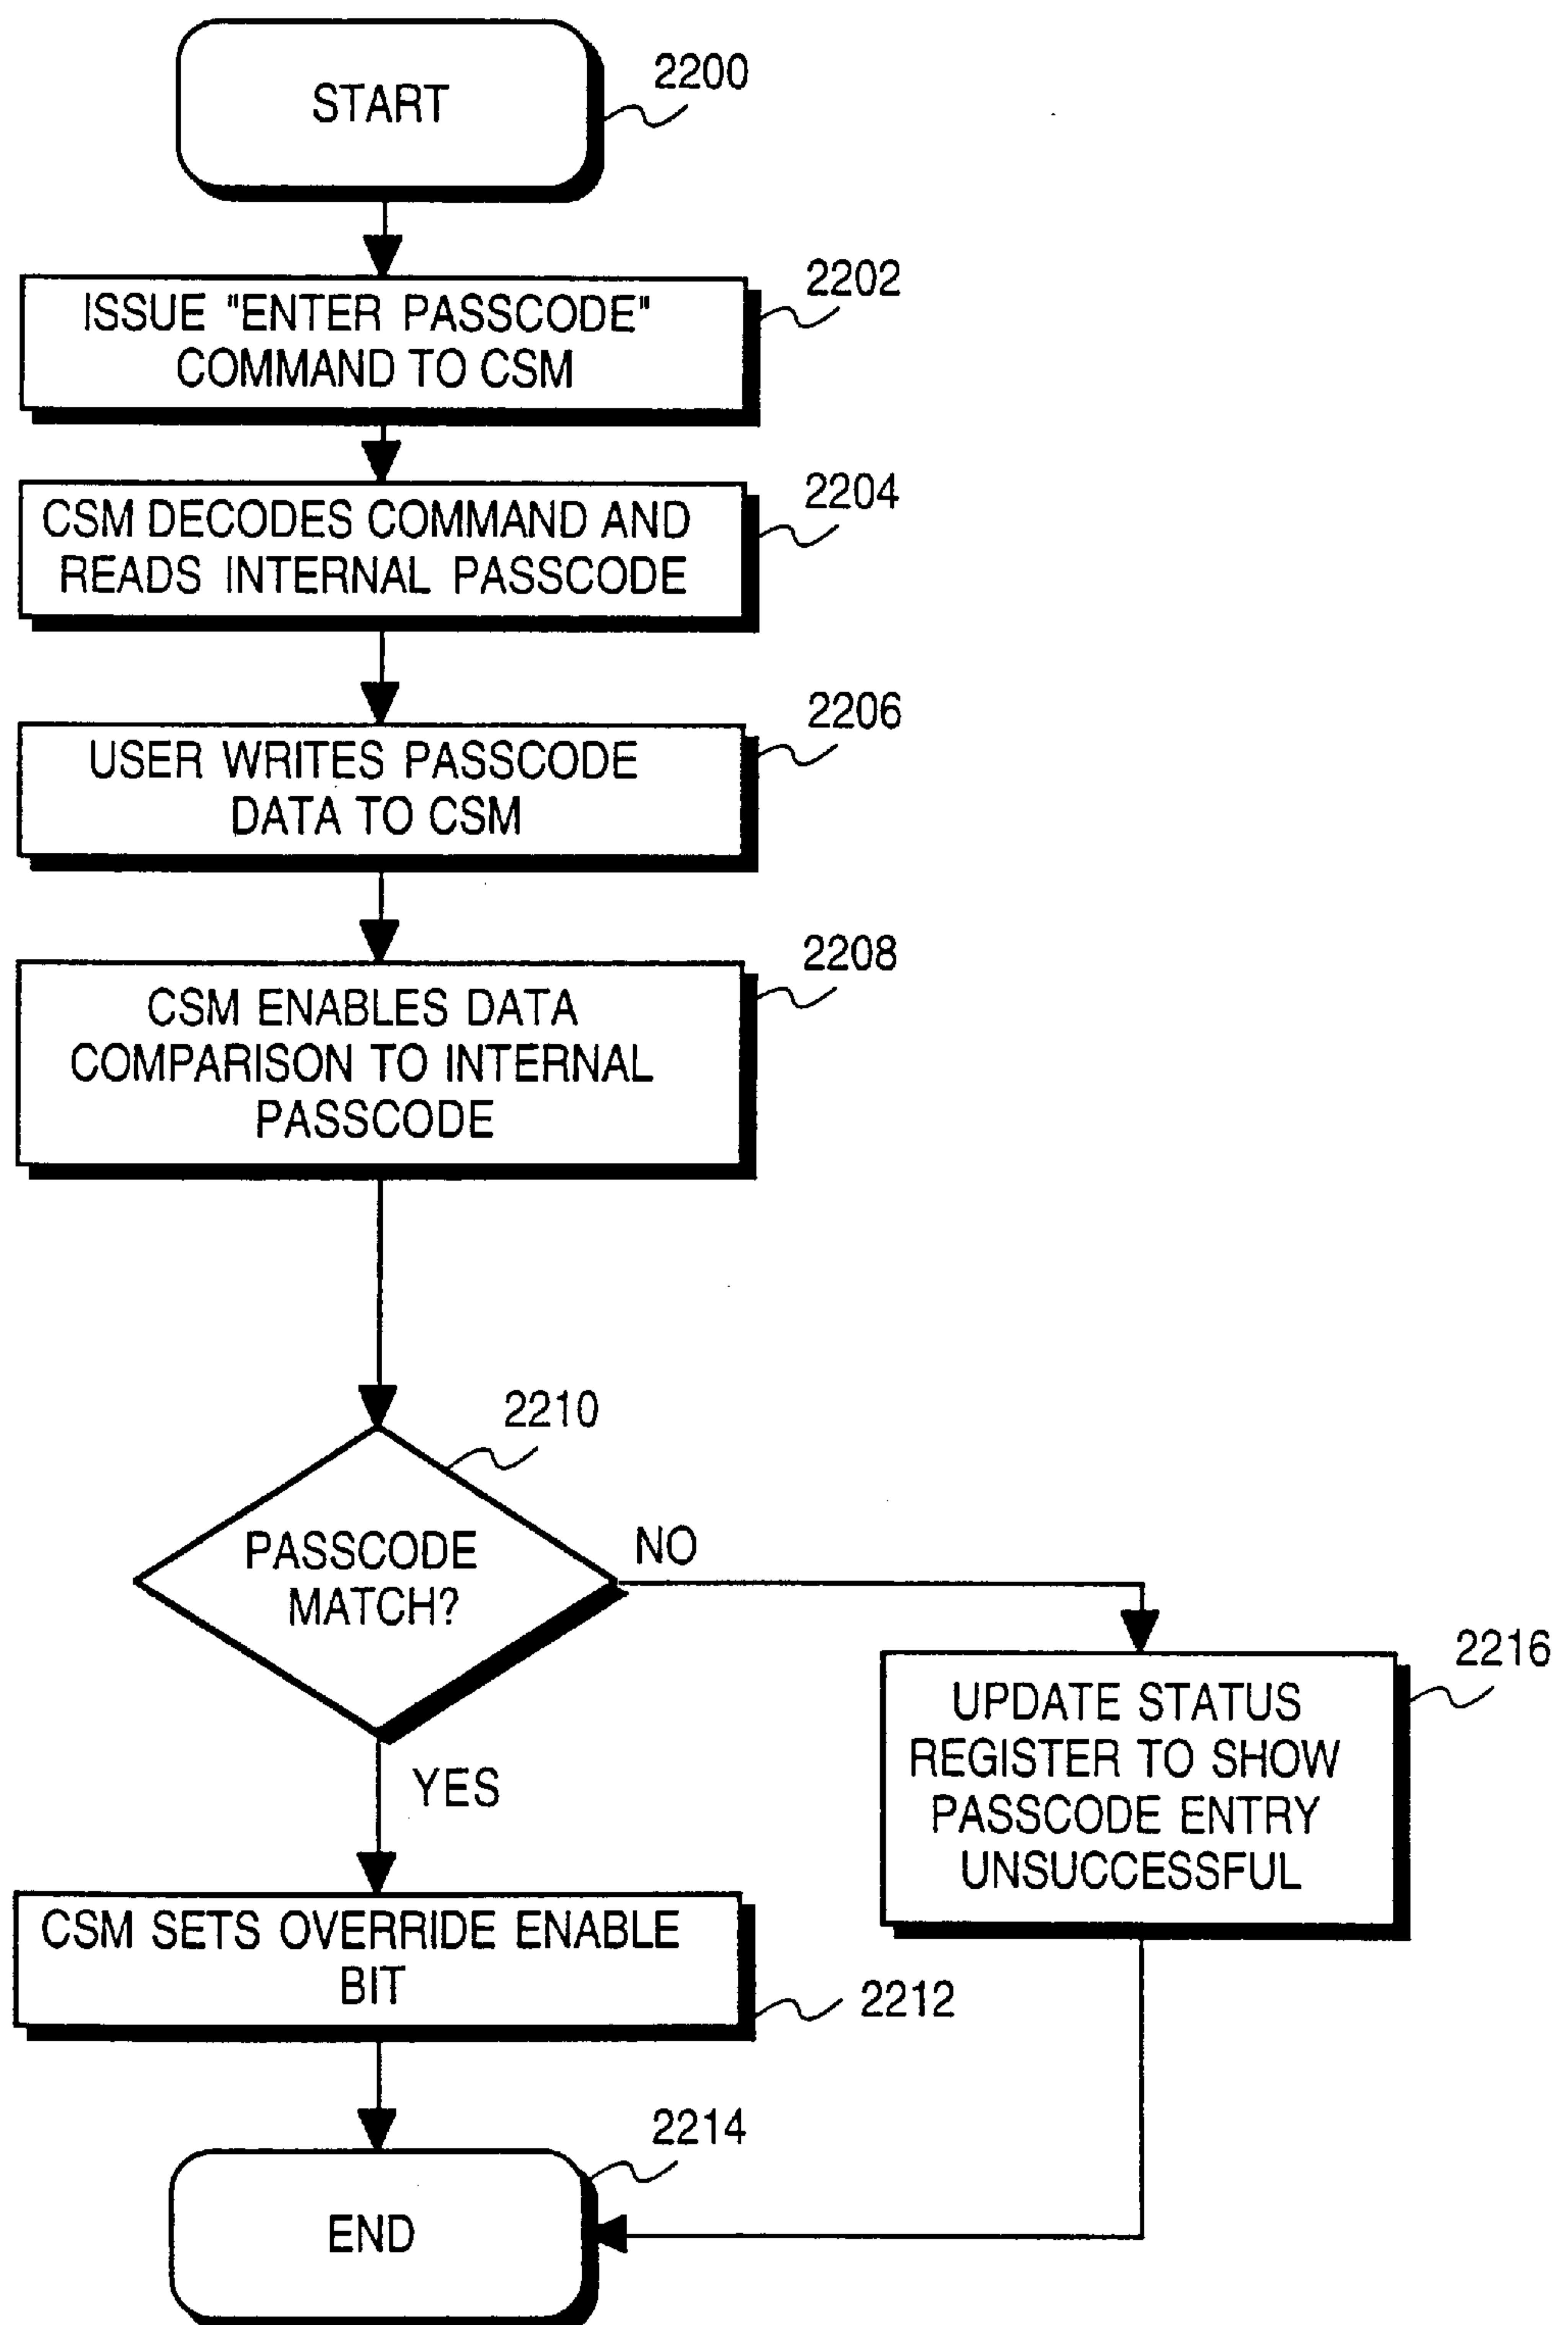 START
2200
ISSUE "ENTER PASSCODE"
COMMAND TO CSM
2202
CSM DECODES COMMAND AND
READS INTERNAL PASSCODE
2204
USER WRITES PASSCODE
DATA TO CSM
2206
CSM ENABLES DATA
COMPARISON TO INTERNAL
PASSCODE
2208
PASSCODE
MATCH?
2210
NO
YES
UPDATE STATUS
REGISTER TO SHOW
PASSCODE ENTRY
UNSUCCESSFUL
2216
CSM SETS OVERRIDE ENABLE
BIT
2212
END
2214